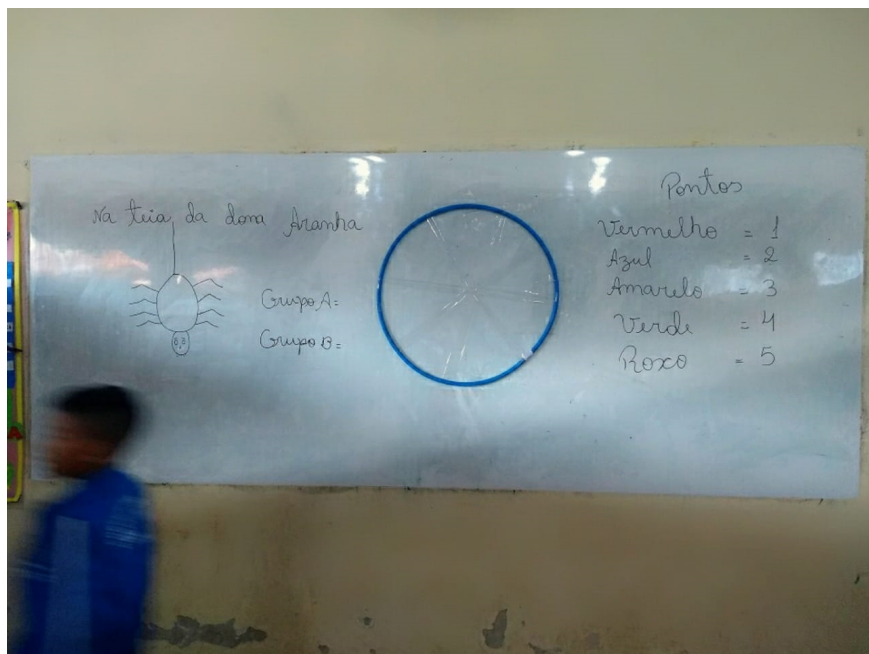 Na teia da dona Aranha
Grupo A=
Grupo B=
Pontos
Vermelho = 1
Azul = 2
Amarelo = 3
Verde = 4
Roxo = 5